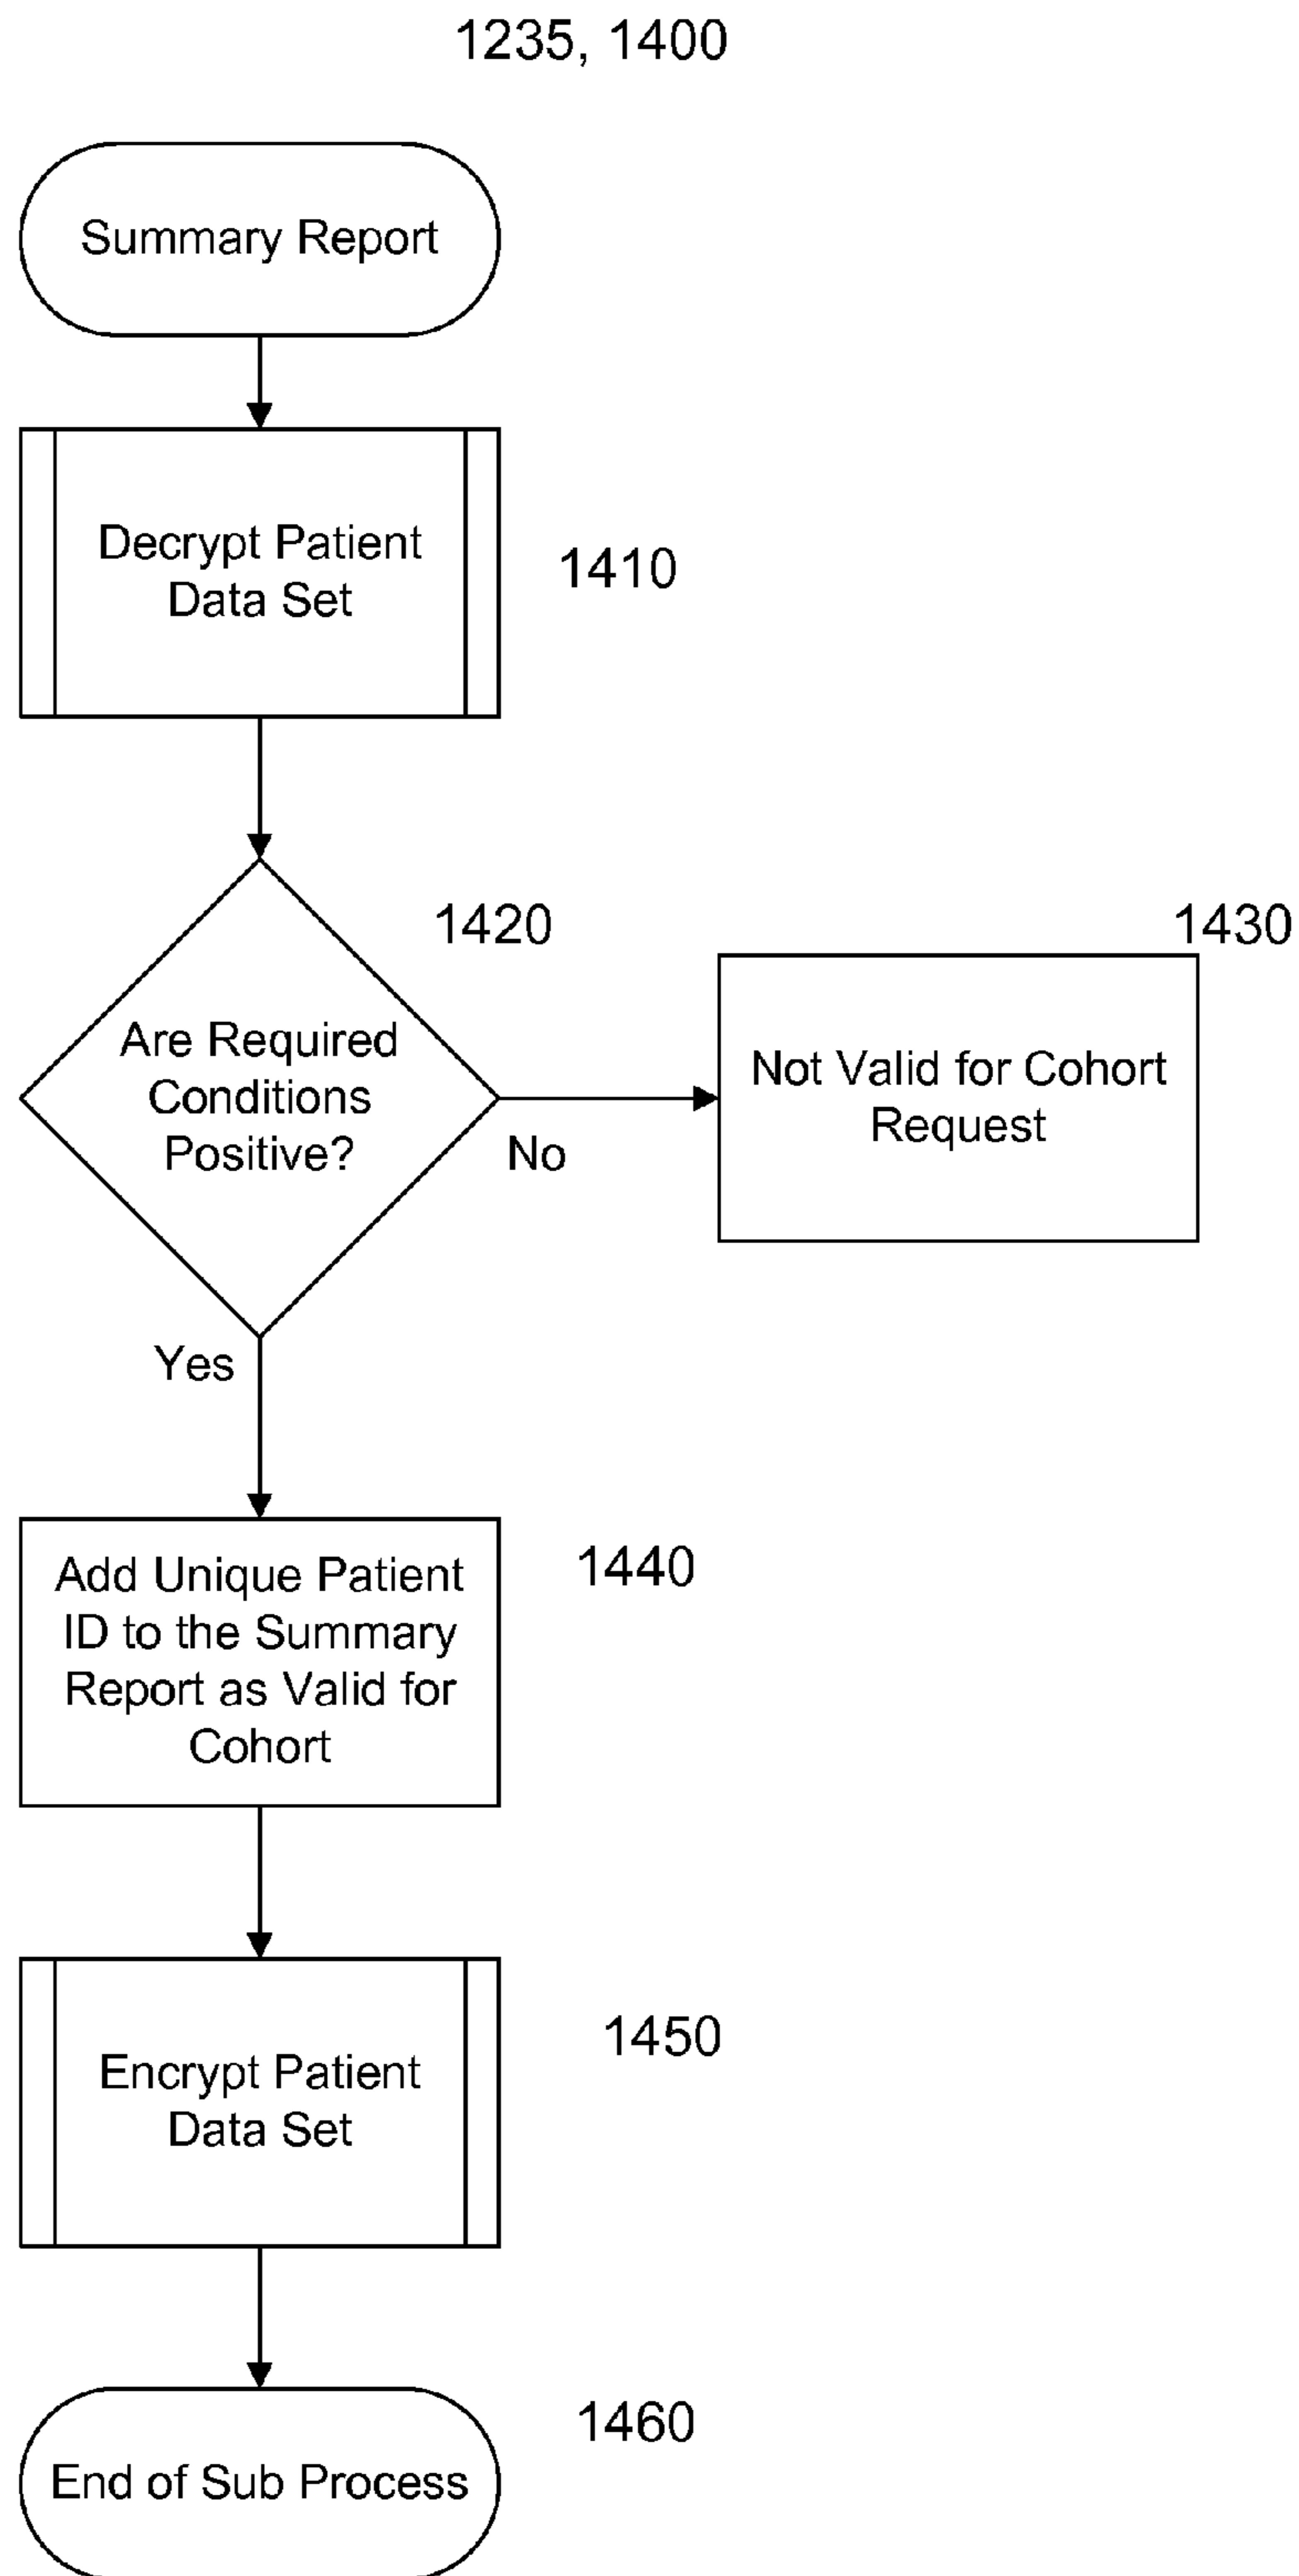 1235, 1400
Summary Report
Decrypt Patient
Data Set
1410
1420
Are Required
Conditions
Positive?
No
1430
Not Valid for Cohort
Request
Yes
Add Unique Patient
ID to the Summary
Report as Valid for
Cohort
1440
Encrypt Patient
Data Set
1450
1460
End of Sub Process